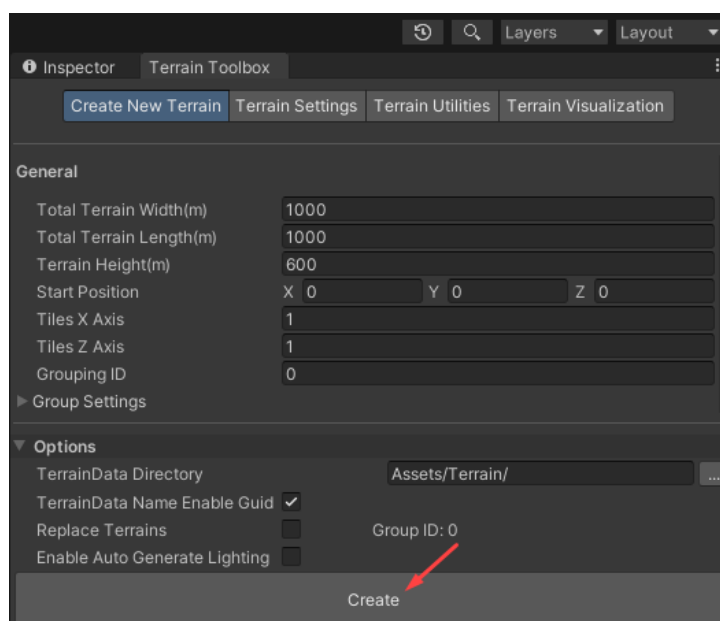 Layers Layout
Inspector Terrain Toolbox
Create New Terrain Terrain Settings Terrain Utilities Terrain Visualization
General
Total Terrain Width(m) 1000
Total Terrain Length(m) 1000
Terrain Height(m) 600
Start Position X 0 Y 0 Z 0
Tiles X Axis 1
Tiles Z Axis 1
Grouping ID 0
Group Settings
Options
TerrainData Directory Assets/Terrain/ ...
TerrainData Name Enable Guid
Replace Terrains Group ID: 0
Enable Auto Generate Lighting
Create